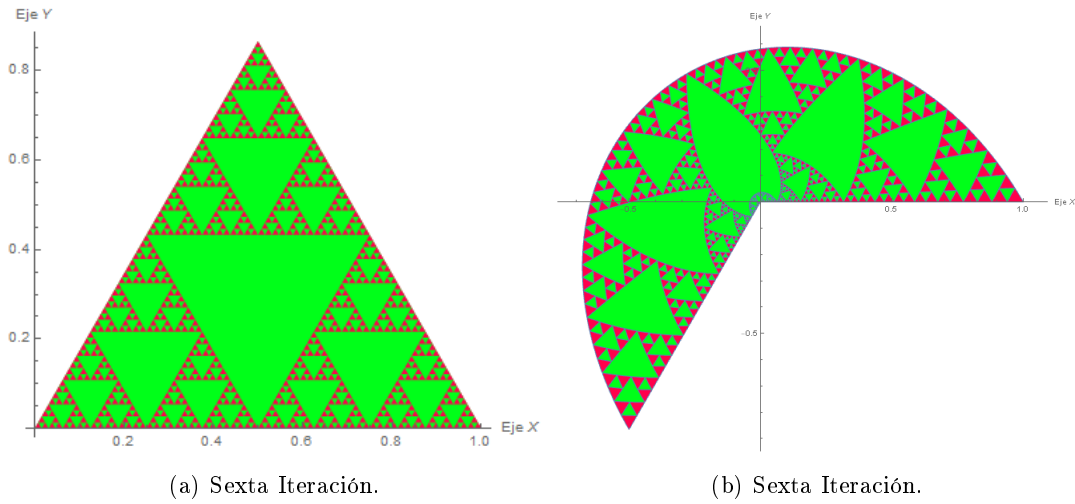 Eje Y
0.8
0.6
0.4
0.2
0.2 0.4 0.6 0.8 1.0 Eje X
(a) Sexta Iteración.
Eje Y
-0.5 0.5 1.0 Eje X
-0.5
(b) Sexta Iteración.